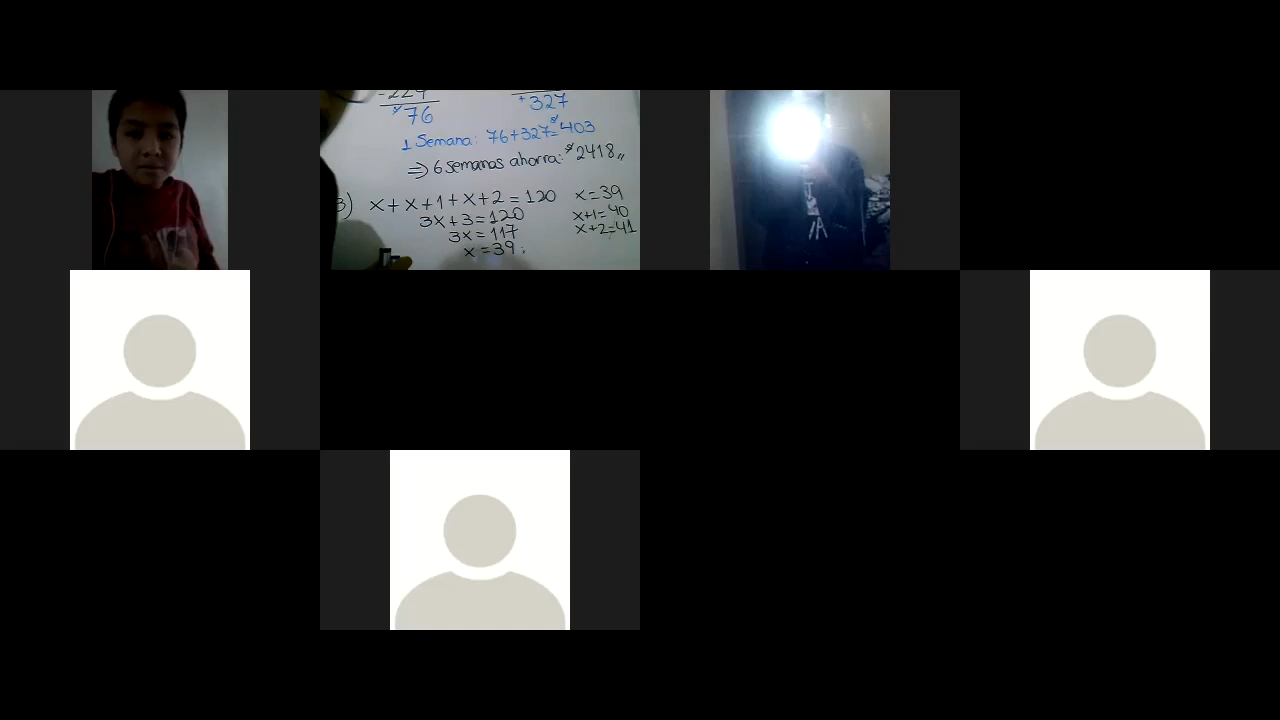 -224
$76
+327
1 Semana: 76+327=$403
⇒ 6 semanas ahorra: $2418,,
3) x+x+1+x+2=120
3x+3=120
3x=117
x=39;
x=39
x+1=40
x+2=41